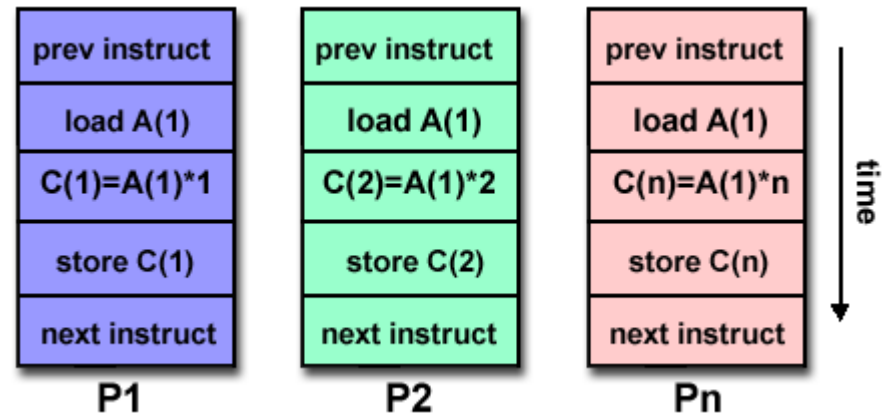 prev instruct
load A(1)
C(1)=A(1)*1
store C(1)
next instruct
P1
prev instruct
load A(1)
C(2)=A(1)*2
store C(2)
next instruct
P2
prev instruct
load A(1)
C(n)=A(1)*n
store C(n)
next instruct
Pn
time